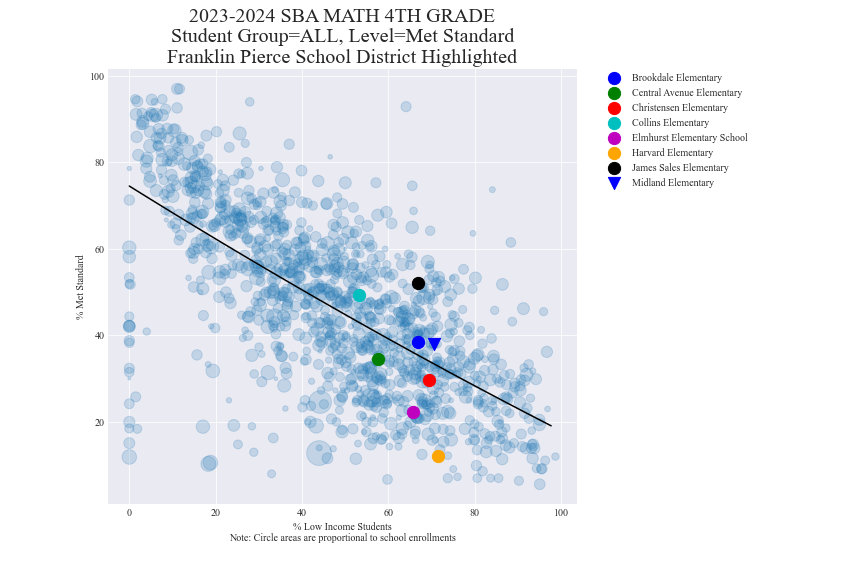 2023-2024 SBA MATH 4TH GRADE
Student Group=ALL, Level=Met Standard
Franklin Pierce School District Highlighted
100
80
60
40
20
% Met Standard
0 20 40 60 80 100
% Low Income Students
Note: Circle areas are proportional to school enrollments
Brookdale Elementary
Central Avenue Elementary
Christensen Elementary
Collins Elementary
Elmhurst Elementary School
Harvard Elementary
James Sales Elementary
Midland Elementary